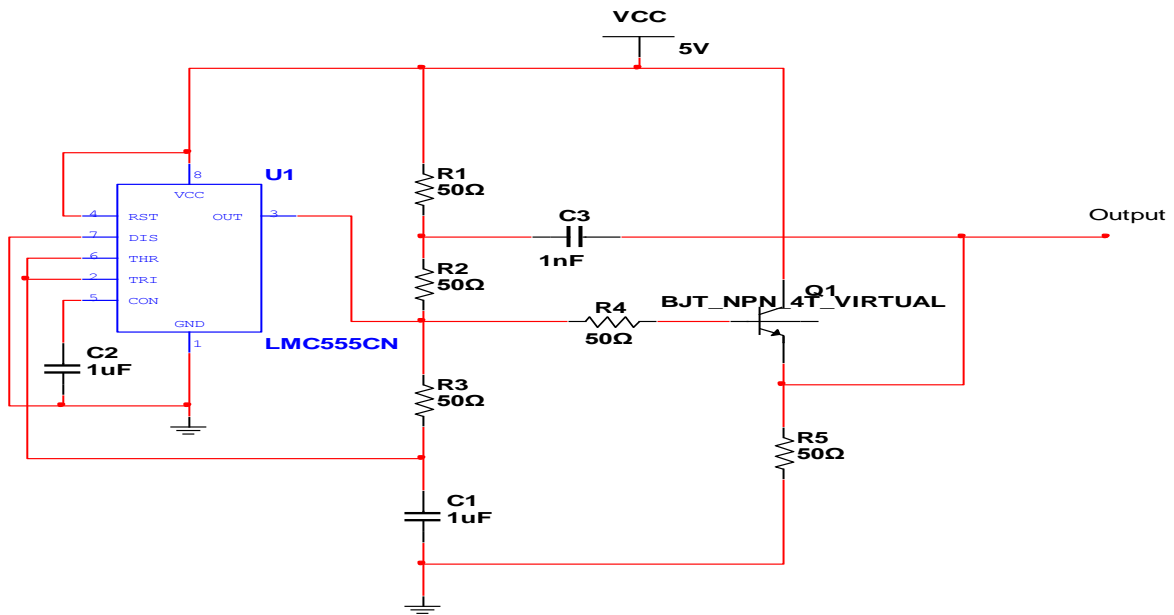 VCC
5V
U1
8
VCC
4 RST OUT 3
7 DIS
6 THR
2 TRI
5 CON
GND
1
LMC555CN
C2
1uF
R1
50Ω
C3
1nF
Output
R2
50Ω
Q1
BJT_NPN_4T_VIRTUAL
R4
50Ω
R3
50Ω
R5
50Ω
C1
1uF